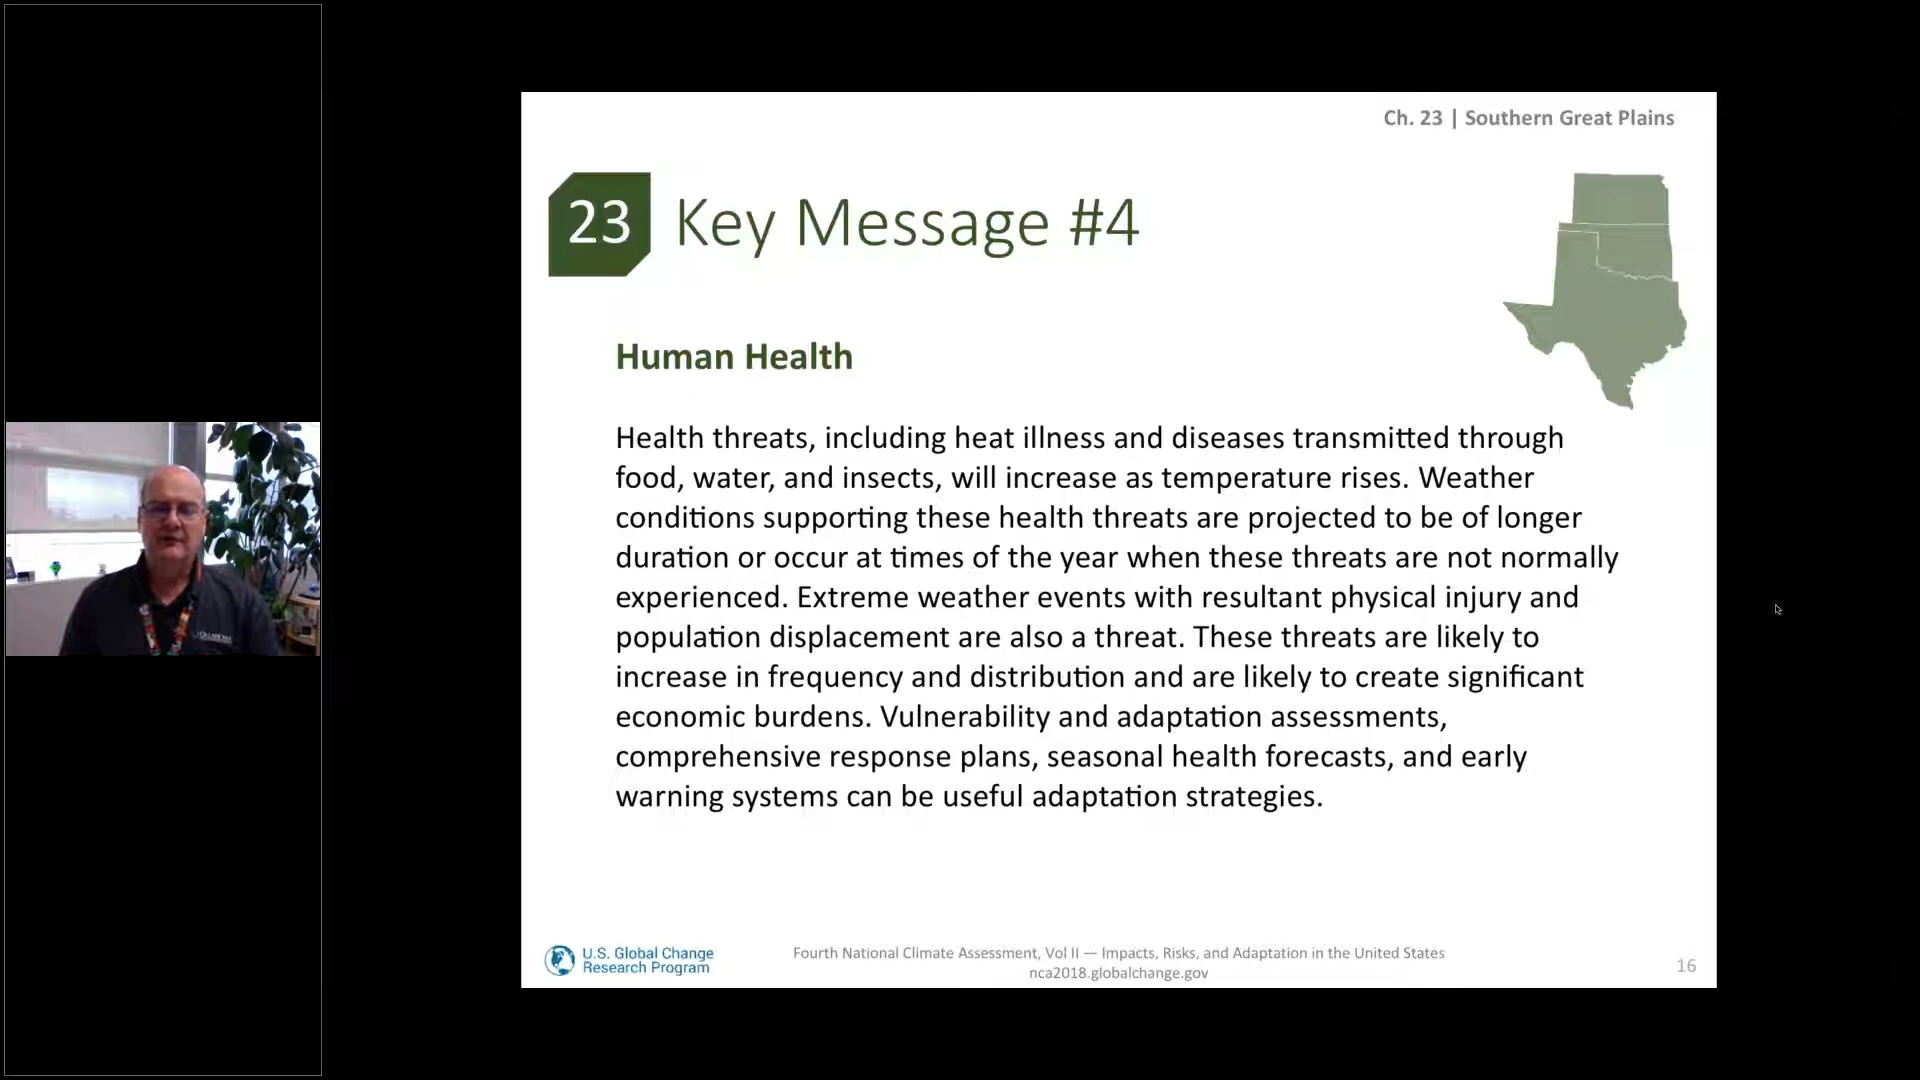 Ch. 23 | Southern Great Plains
23 Key Message #4
Human Health
Health threats, including heat illness and diseases transmitted through
food, water, and insects, will increase as temperature rises. Weather
conditions supporting these health threats are projected to be of longer
duration or occur at times of the year when these threats are not normally
experienced. Extreme weather events with resultant physical injury and
population displacement are also a threat. These threats are likely to
increase in frequency and distribution and are likely to create significant
economic burdens. Vulnerability and adaptation assessments,
comprehensive response plans, seasonal health forecasts, and early
warning systems can be useful adaptation strategies.
U.S. Global Change
Research Program
Fourth National Climate Assessment, Vol II — Impacts, Risks, and Adaptation in the United States
nca2018.globalchange.gov
16